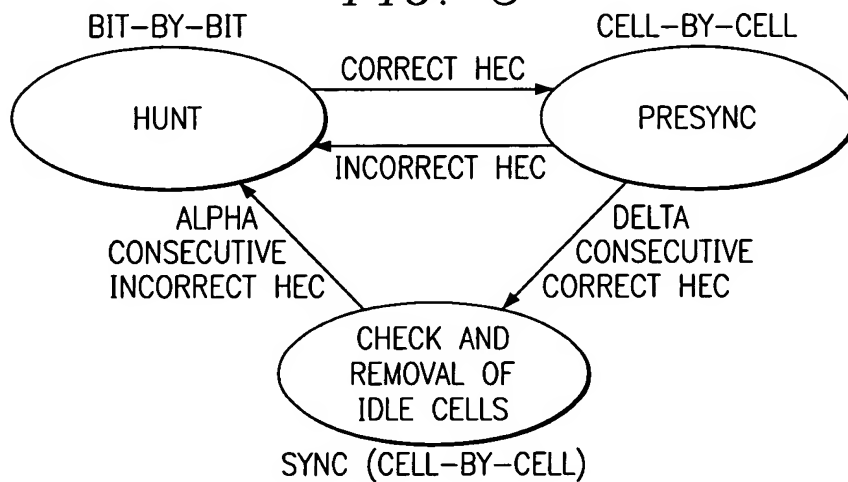 BIT-BY-BIT
CELL-BY-CELL
CORRECT HEC
HUNT
PRESYNC
INCORRECT HEC
ALPHA
CONSECUTIVE
INCORRECT HEC
DELTA
CONSECUTIVE
CORRECT HEC
CHECK AND
REMOVAL OF
IDLE CELLS
SYNC (CELL-BY-CELL)